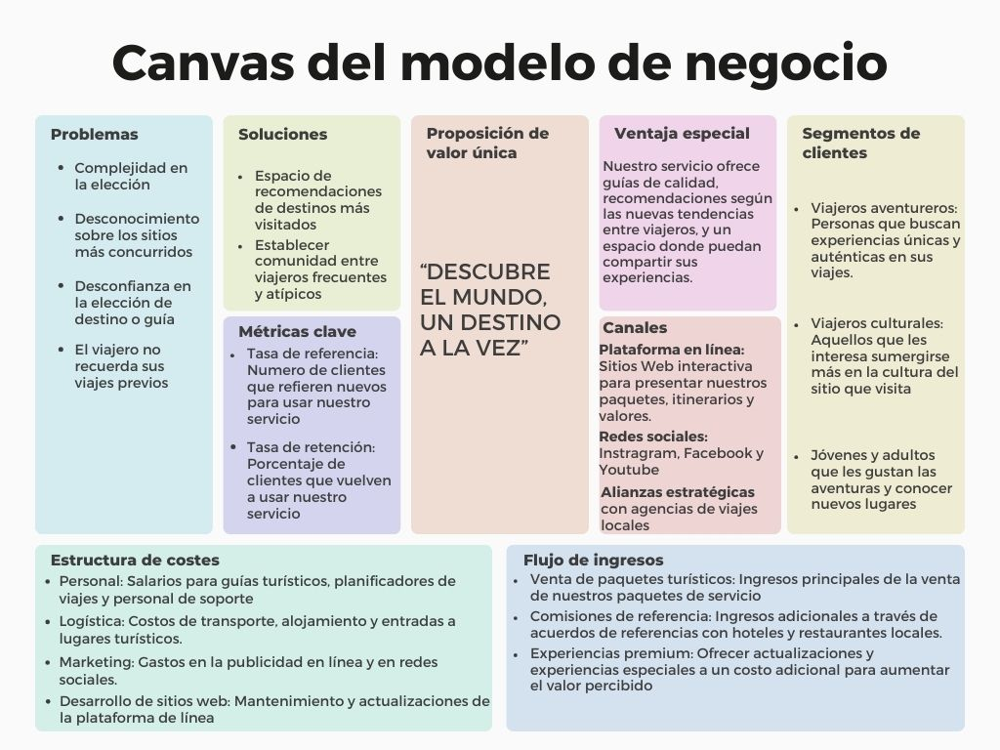 Canvas del modelo de negocio
Problemas
Complejidad en
la elección
Desconocimiento
sobre los sitios
más concurridos
Desconfianza en
la elección de
destino o guía
El viajero no
recuerda sus
viajes previos
Soluciones
Espacio de
recomendaciones
de destinos más
visitados
Establecer
comunidad entre
viajeros frecuentes
y atípicos
Métricas clave
Tasa de referencia:
Numero de clientes
que refieren nuevos
para usar nuestro
servicio
Tasa de retención:
Porcentaje de
clientes que vuelven
a usar nuestro
servicio
Proposición de
valor única
“DESCUBRE
EL MUNDO,
UN DESTINO
A LA VEZ”
Ventaja especial
Nuestro servicio ofrece
guías de calidad,
recomendaciones según
las nuevas tendencias
entre viajeros, y un
espacio donde puedan
compartir sus
experiencias.
Canales
Plataforma en línea:
Sitios Web interactiva
para presentar nuestros
paquetes, itinerarios y
valores.
Redes sociales:
Instragram, Facebook y
Youtube
Alianzas estratégicas
con agencias de viajes
locales
Segmentos de
clientes
Viajeros aventureros:
Personas que buscan
experiencias únicas y
auténticas en sus
viajes.
Viajeros culturales:
Aquellos que les
interesa sumergirse
más en la cultura del
sitio que visita
Jóvenes y adultos
que les gustan las
aventuras y conocer
nuevos lugares
Estructura de costes
Personal: Salarios para guías turísticos, planificadores de
viajes y personal de soporte
Logística: Costos de transporte, alojamiento y entradas a
lugares turísticos.
Marketing: Gastos en la publicidad en línea y en redes
sociales.
Desarrollo de sitios web: Mantenimiento y actualizaciones de
la plataforma de línea
Flujo de ingresos
Venta de paquetes turísticos: Ingresos principales de la venta
de nuestros paquetes de servicio
Comisiones de referencia: Ingresos adicionales a través de
acuerdos de referencias con hoteles y restaurantes locales.
Experiencias premium: Ofrecer actualizaciones y
experiencias especiales a un costo adicional para aumentar
el valor percibido